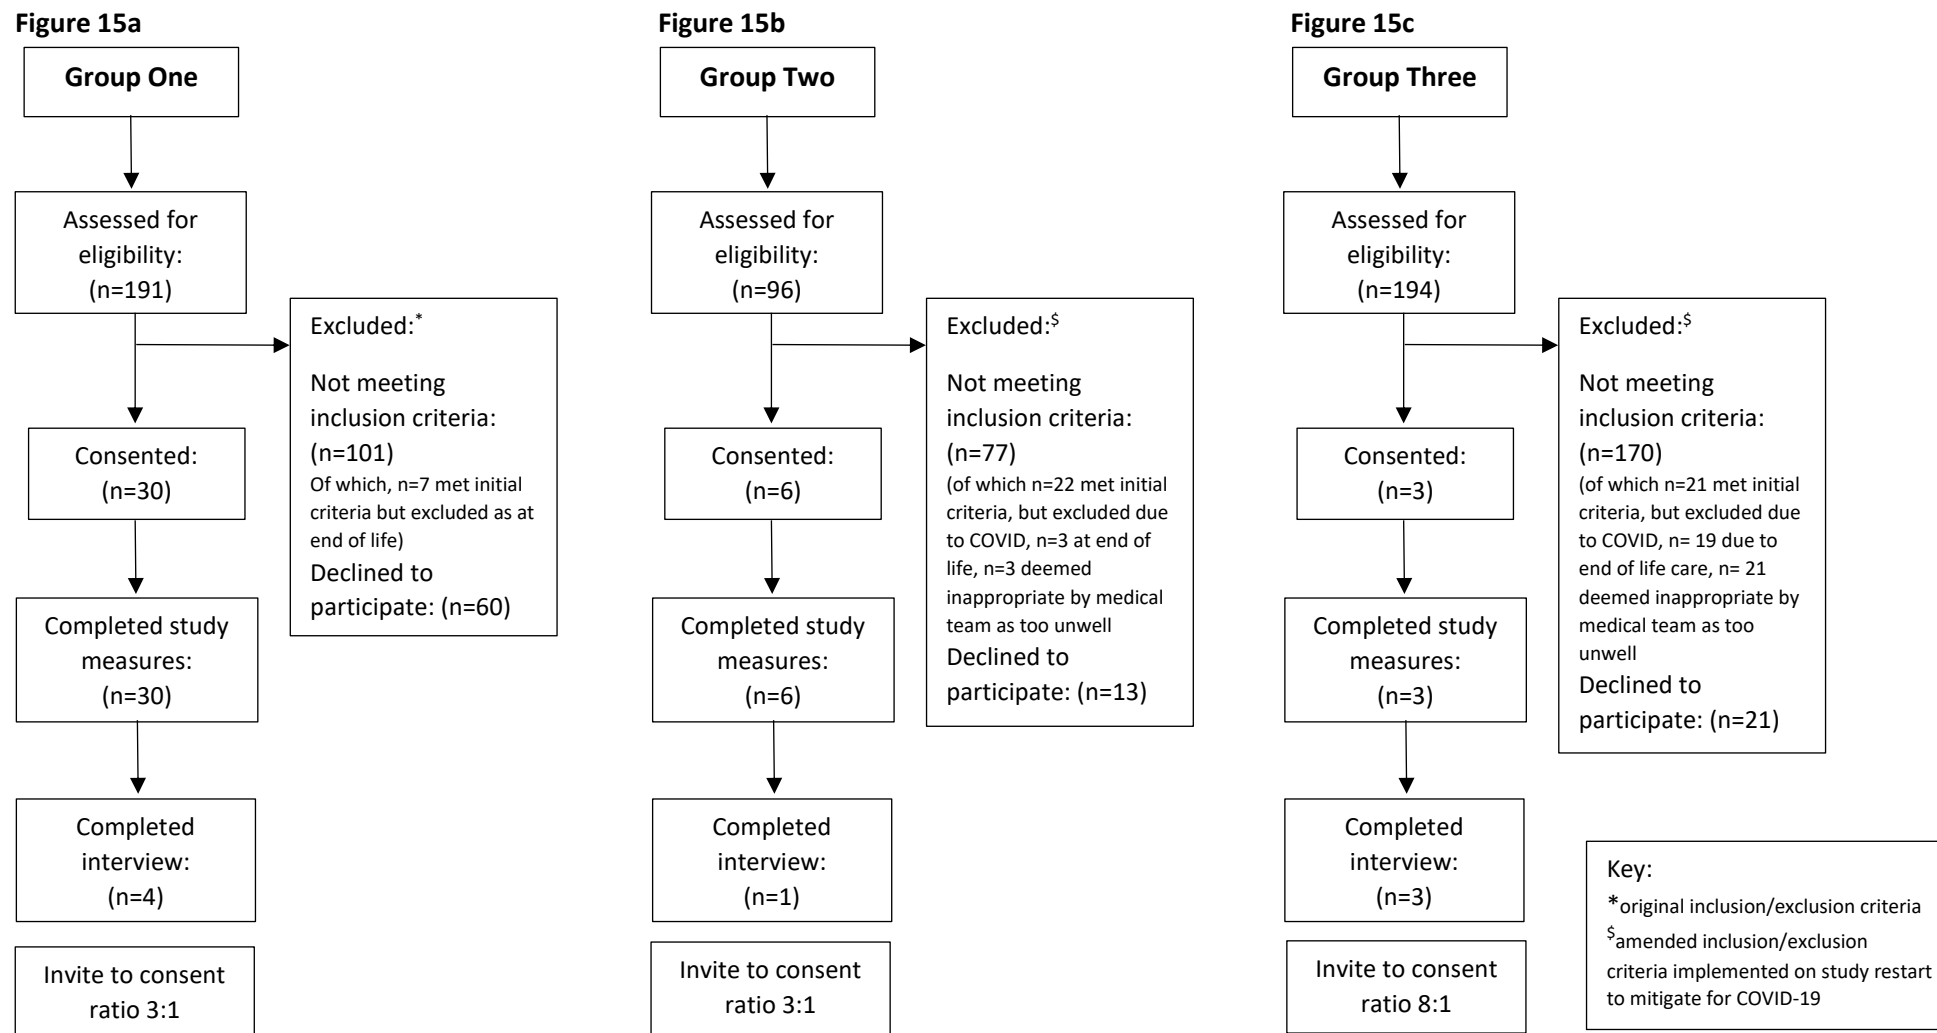 Figure 15a
Group One
Assessed for
eligibility:
(n=191)
Excluded:*
Not meeting
inclusion criteria:
(n=101)
Of which, n=7 met initial
criteria but excluded as at
end of life)
Declined to
participate: (n=60)
Consented:
(n=30)
Completed study
measures:
(n=30)
Completed
interview:
(n=4)
Invite to consent
ratio 3:1
Figure 15b
Group Two
Assessed for
eligibility:
(n=96)
Excluded:$
Not meeting
inclusion criteria:
(n=77)
(of which n=22 met initial
criteria, but excluded due
to COVID, n=3 at end of
life, n=3 deemed
inappropriate by medical
team as too unwell
Declined to
participate: (n=13)
Consented:
(n=6)
Completed study
measures:
(n=6)
Completed
interview:
(n=1)
Invite to consent
ratio 3:1
Figure 15c
Group Three
Assessed for
eligibility:
(n=194)
Excluded:$
Not meeting
inclusion criteria:
(n=170)
(of which n=21 met initial
criteria, but excluded due
to COVID, n= 19 due to
end of life care, n= 21
deemed inappropriate by
medical team as too
unwell
Declined to
participate: (n=21)
Consented:
(n=3)
Completed study
measures:
(n=3)
Completed
interview:
(n=3)
Invite to consent
ratio 8:1
Key:
*original inclusion/exclusion criteria
$amended inclusion/exclusion
criteria implemented on study restart
to mitigate for COVID-19